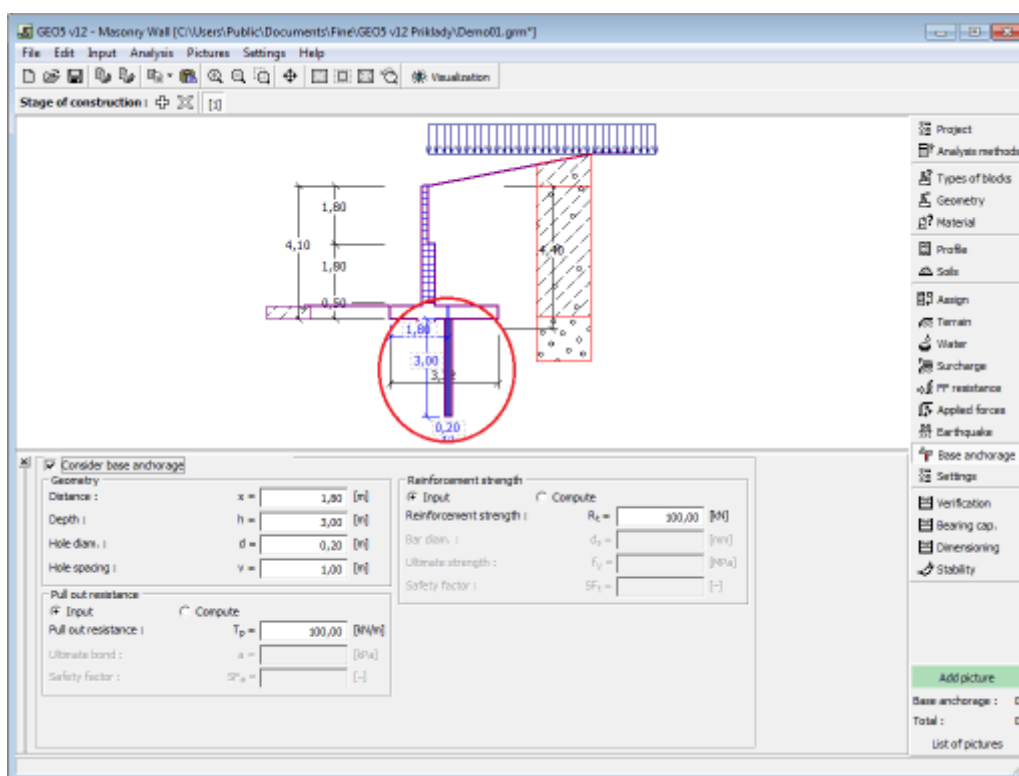 GEO5 v12 - Masonry Wall [C:\Users\Public\Documents\Fine\GEO5 v12 Priklady\Demo01.gmm*]
File Edit Input Analysis Pictures Settings Help
Visualization
Stage of construction : [1]
1,80
4,10
1,80
0,50
4,40
1,80
3,00
0,20
Project
Analysis methods
Types of blocks
Geometry
Material
Profile
Soils
Assign
Terrain
Water
Surcharge
FF resistance
Applied forces
Earthquake
Base anchorage
Settings
Verification
Bearing cap.
Dimensioning
Stability
Consider base anchorage
Geometry
Distance : x = 1,80 [m]
Depth : h = 3,00 [m]
Hole diam. : d = 0,20 [m]
Hole spacing : v = 1,00 [m]
Pull out resistance
Input Compute
Pull out resistance : Tp = 100,00 [kN/m]
Ultimate bond : a = [kPa]
Safety factor : SFe = [-]
Reinforcement strength
Input Compute
Reinforcement strength : Rt = 100,00 [kN]
Bar diam. : ds = [mm]
Ultimate strength : fy = [MPa]
Safety factor : SFt = [-]
Add picture
Base anchorage :
Total :
List of pictures